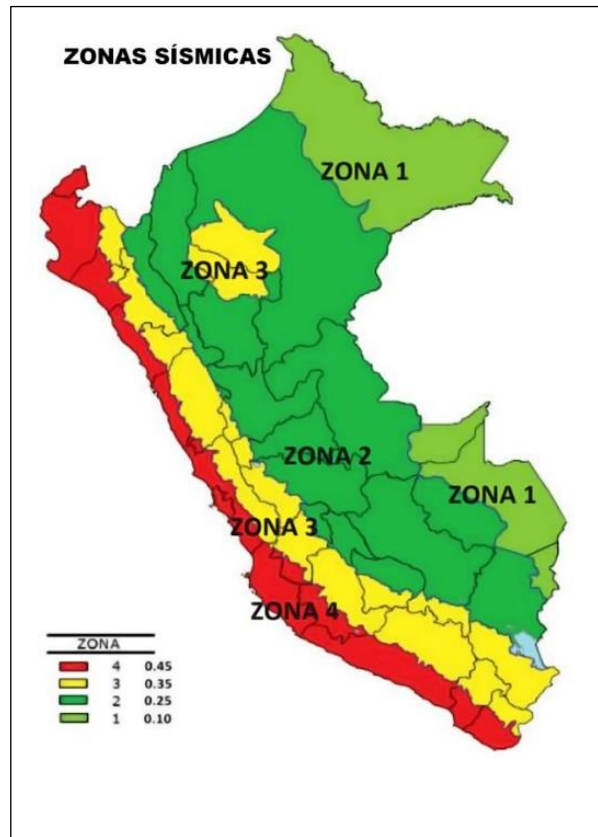 ZONAS SÍSMICAS
ZONA 1
ZONA 3
ZONA 2
ZONA 1
ZONA 3
ZONA 4
ZONA
4 0.45
3 0.35
2 0.25
1 0.10